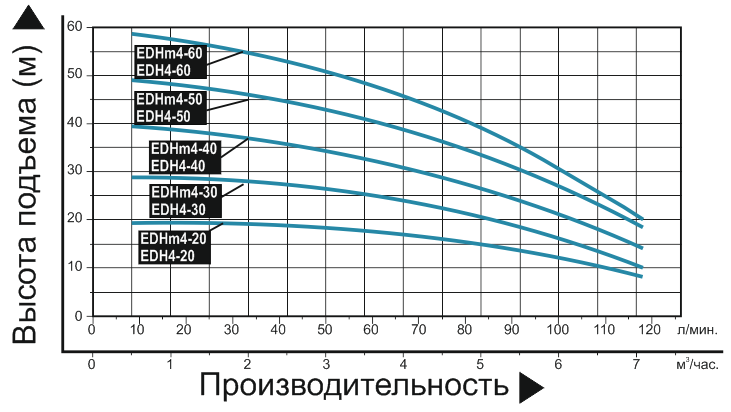 Высота подъема (м)
60
50
40
30
20
10
0
EDHm4-60
EDH4-60
EDHm4-50
EDH4-50
EDHm4-40
EDH4-40
EDHm4-30
EDH4-30
EDHm4-20
EDH4-20
0 10 20 30 40 50 60 70 80 90 100 110 120 л/мин.
0 1 2 3 4 5 6 7 м³/час.
Производительность